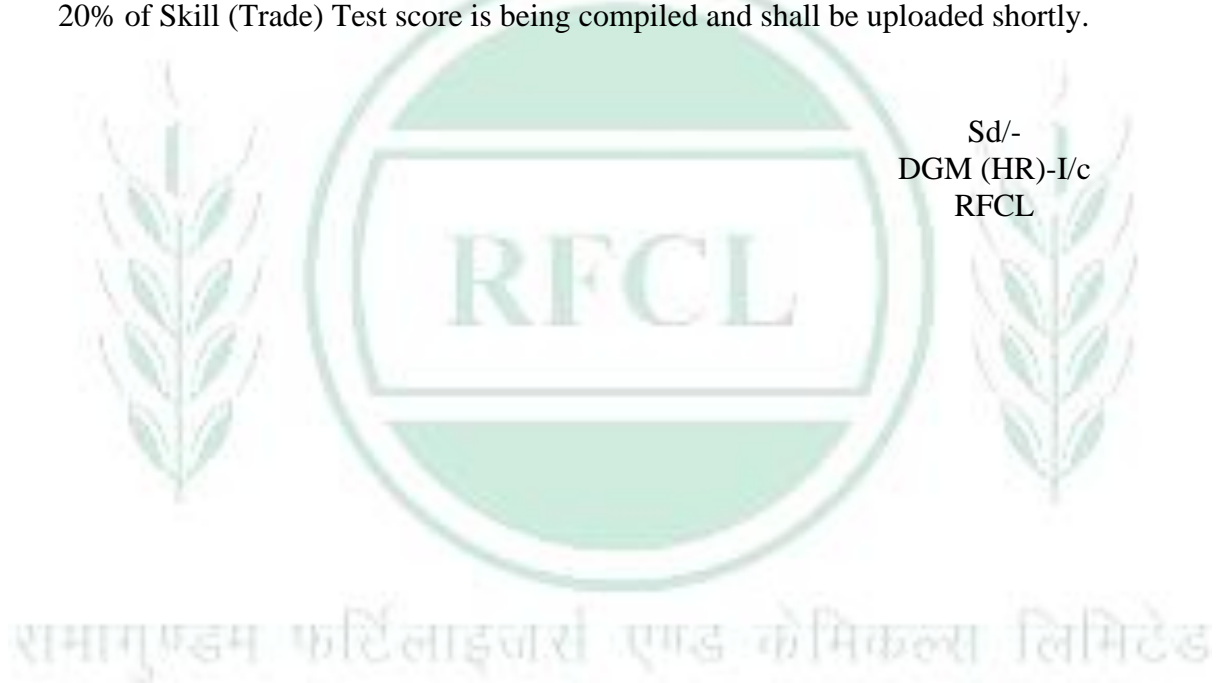 20% of Skill (Trade) Test score is being compiled and shall be uploaded shortly.
Sd/-
DGM (HR)-I/c
RFCL
RFCL
रामागुण्डम फर्टिलाइजर्स एण्ड केमिकल्स लिमिटेड